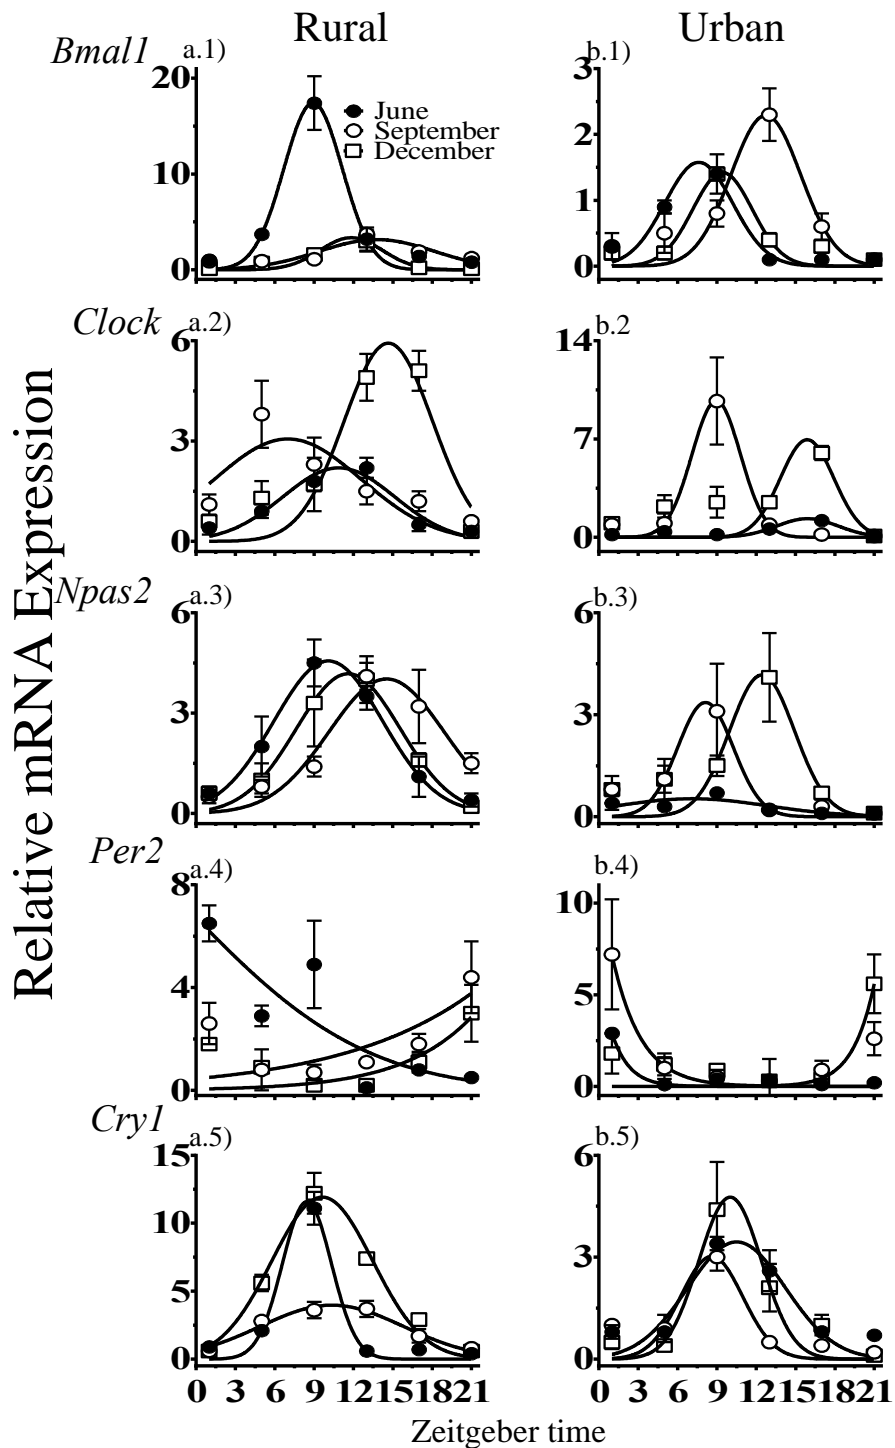 Rural Urban
Bmal1 a.1) b.1)
20 3
June
September 2
December
10
1
0 0
Clock a.2) b.2
6 14
3 7
0 0
Npas2 a.3) b.3)
6 6
3 3
0 0
Per2 a.4) b.4)
8 10
4 5
0 0
Cry1 a.5) b.5)
15 6
10
3
5
0 0
0 3 6 9 12 15 18 21 0 3 6 9 12 15 18 21
Zeitgeber time
Relative mRNA Expression